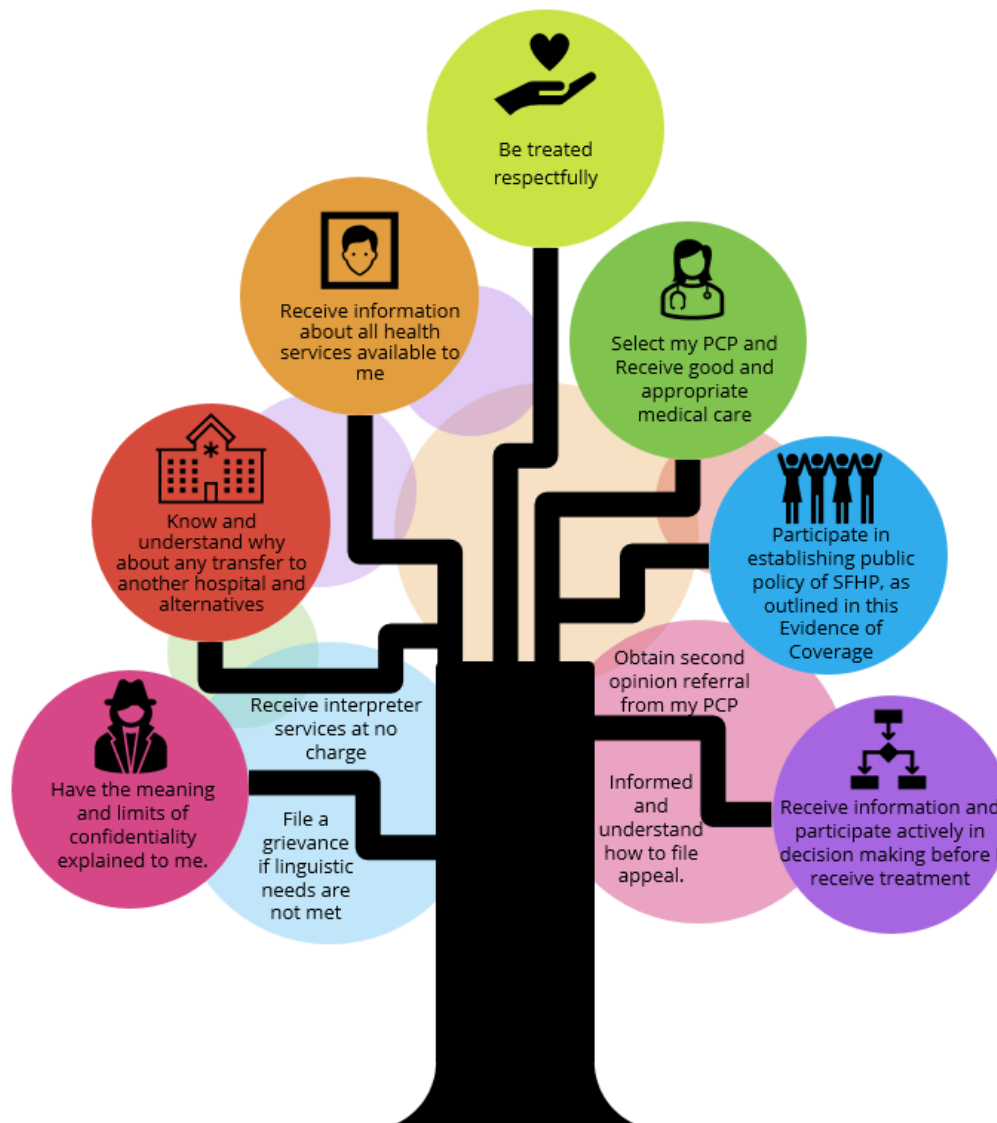 Be treated
respectfully
Receive information
about all health
services available to
me
Select my PCP and
Receive good and
appropriate
medical care
Know and
understand why
about any transfer to
another hospital and
alternatives
Participate in
establishing public
policy of SFHP, as
outlined in this
Evidence of
Coverage
Receive interpreter
services at no
charge
Obtain second
opinion referral
from my PCP
Have the meaning
and limits of
confidentiality
explained to me.
File a
grievance
if linguistic
needs are
not met
Informed
and
understand
how to file
appeal.
Receive information and
participate actively in
decision making before I
receive treatment